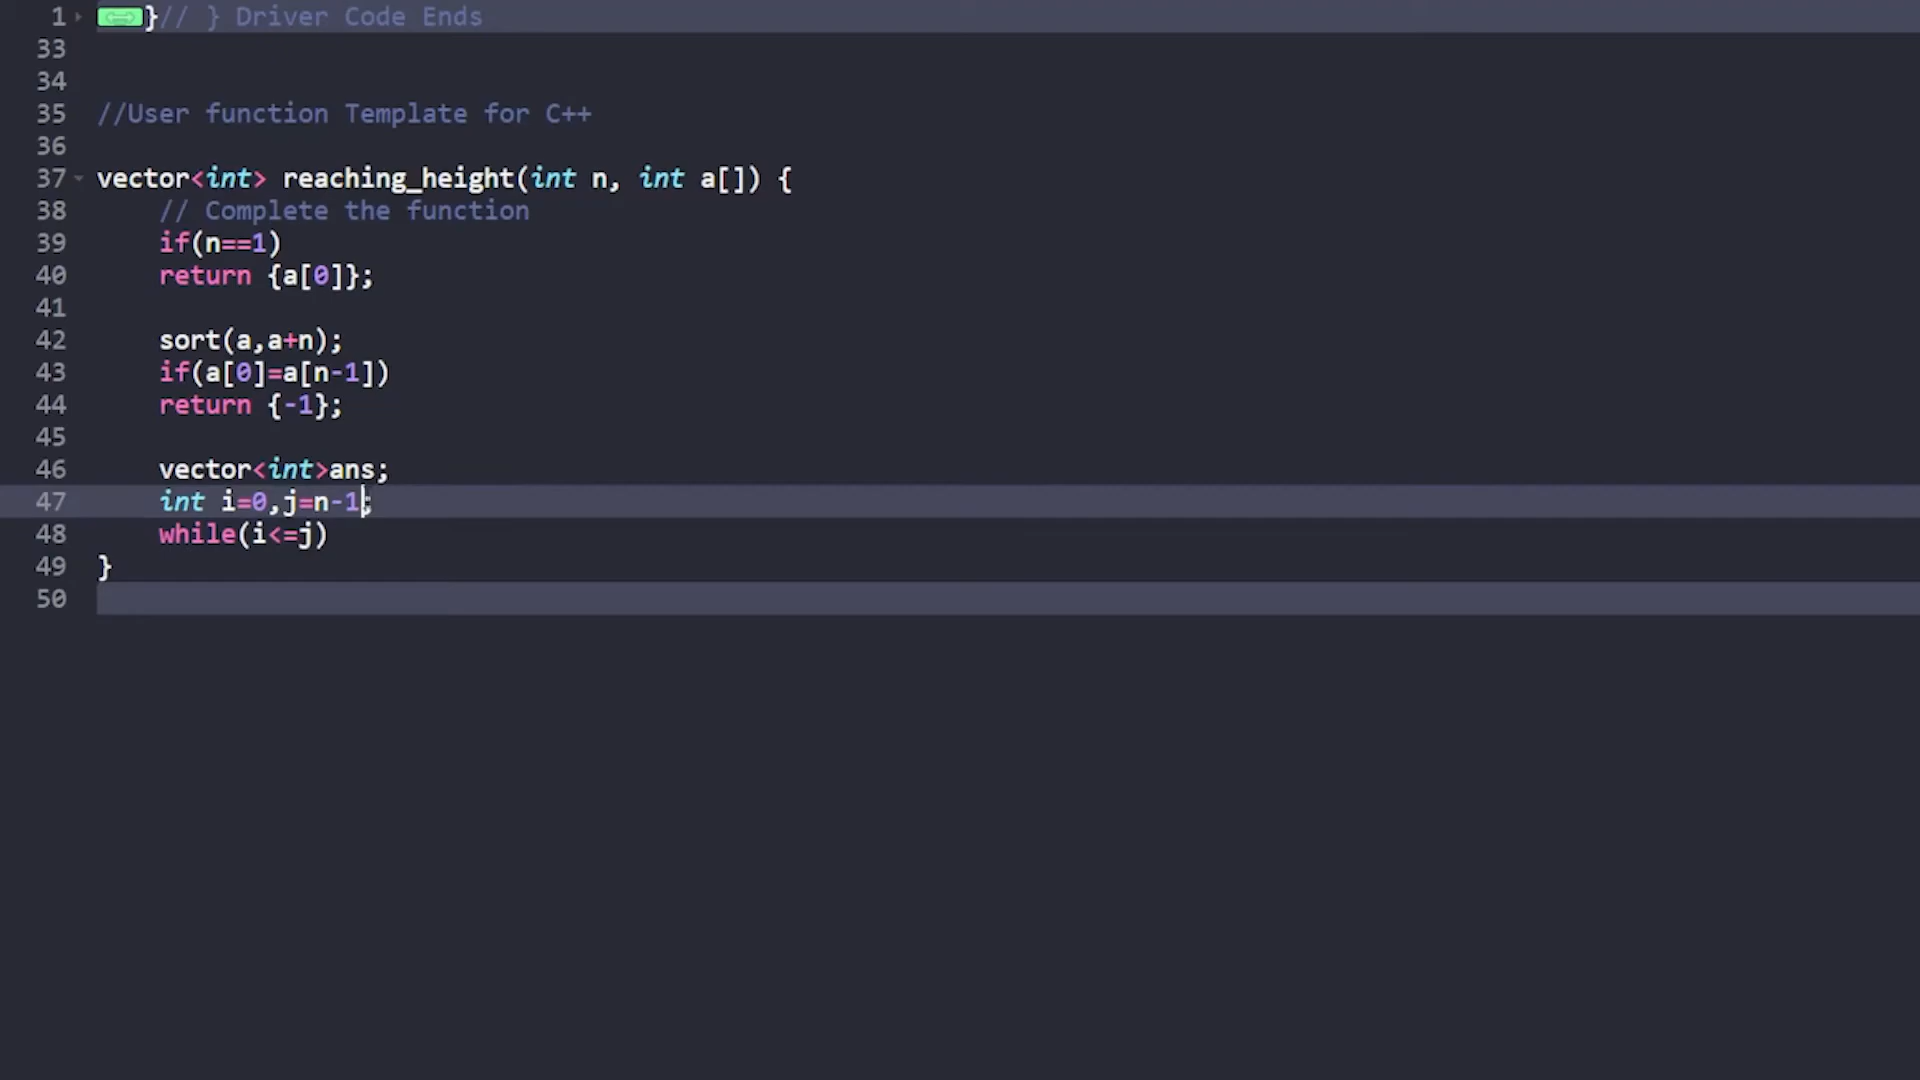 1 }// } Driver Code Ends
33
34
35 //User function Template for C++
36
37 vector<int> reaching_height(int n, int a[]) {
38 // Complete the function
39 if(n==1)
40 return {a[0]};
41
42 sort(a,a+n);
43 if(a[0]=a[n-1])
44 return {-1};
45
46 vector<int>ans;
47 int i=0,j=n-1;
48 while(i<=j)
49 }
50